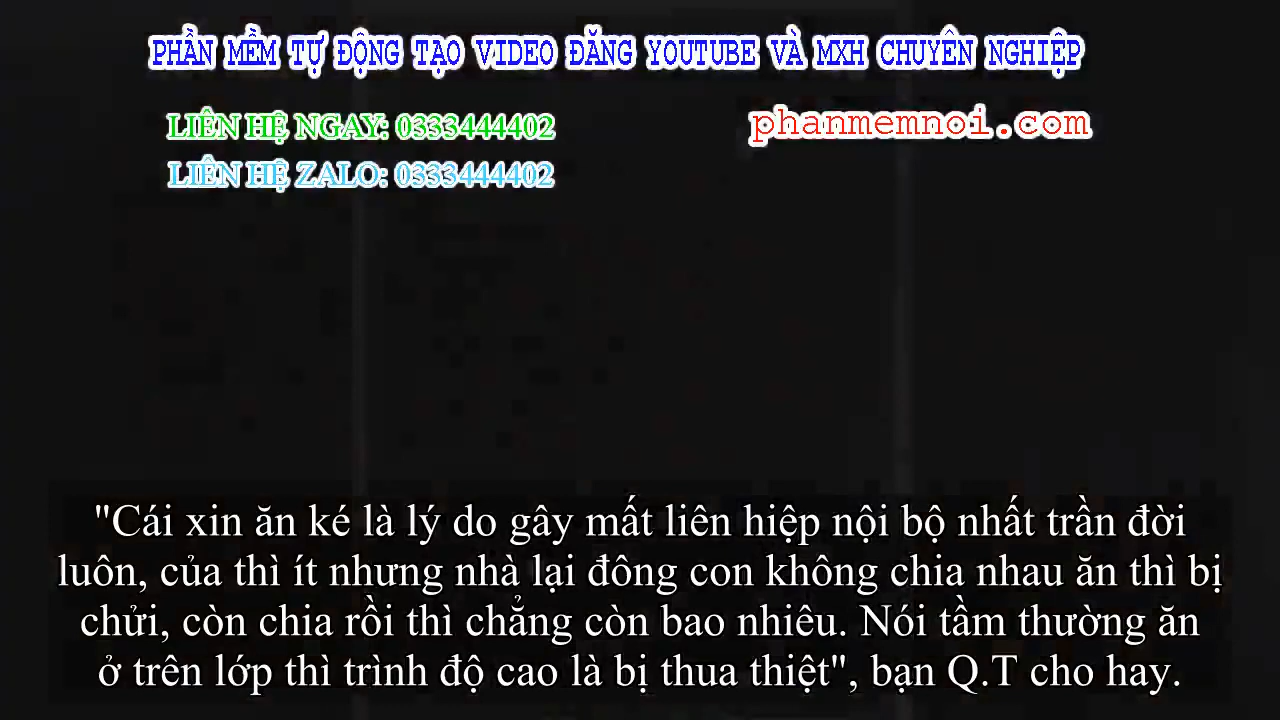 PHẦN MỀM TỰ ĐỘNG TẠO VIDEO ĐĂNG YOUTUBE VÀ MXH CHUYÊN NGHIỆP
LIÊN HỆ NGAY: 0333444402
phanmemnoi.com
LIÊN HỆ ZALO: 0333444402
"Cái xin ăn ké là lý do gây mất liên hiệp nội bộ nhất trần đời
luôn, của thì ít nhưng nhà lại đông con không chia nhau ăn thì bị
chửi, còn chia rồi thì chẳng còn bao nhiêu. Nói tầm thường ăn
ở trên lớp thì trình độ cao là bị thua thiệt", bạn Q.T cho hay.